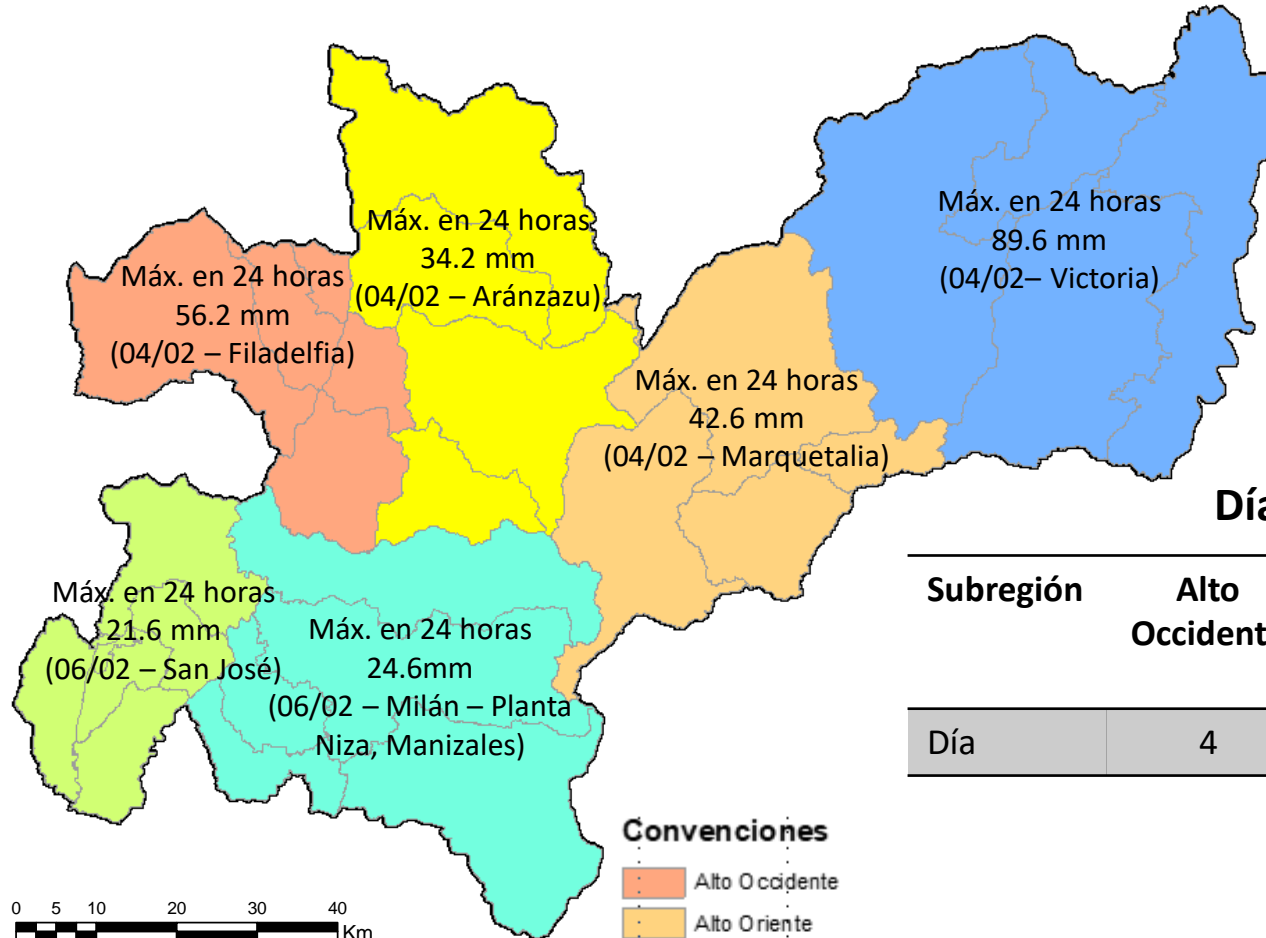 Máx. en 24 horas
34.2 mm
(04/02 – Aránzazu)
Máx. en 24 horas
89.6 mm
(04/02– Victoria)
Máx. en 24 horas
56.2 mm
(04/02 – Filadelfia)
Máx. en 24 horas
42.6 mm
(04/02 – Marquetalia)
Máx. en 24 horas
21.6 mm
(06/02 – San José)
Máx. en 24 horas
24.6mm
(06/02 – Milán – Planta
Niza, Manizales)
Día
Subregión
Alto
Occident
Día
4
Convenciones
Alto Occidente
Alto Oriente
0 5 10 20 30 40
Km